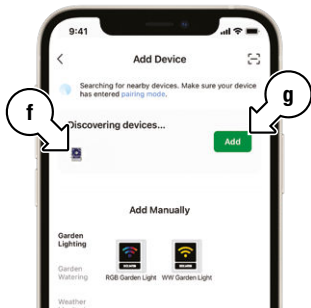 9:41
Add Device
Searching for nearby devices. Make sure your device
has entered pairing mode.
f
g
Discovering devices...
Add
Add Manually
Garden
Lighting
RGB Garden Light WW Garden Light
Garden
Watering
Weather